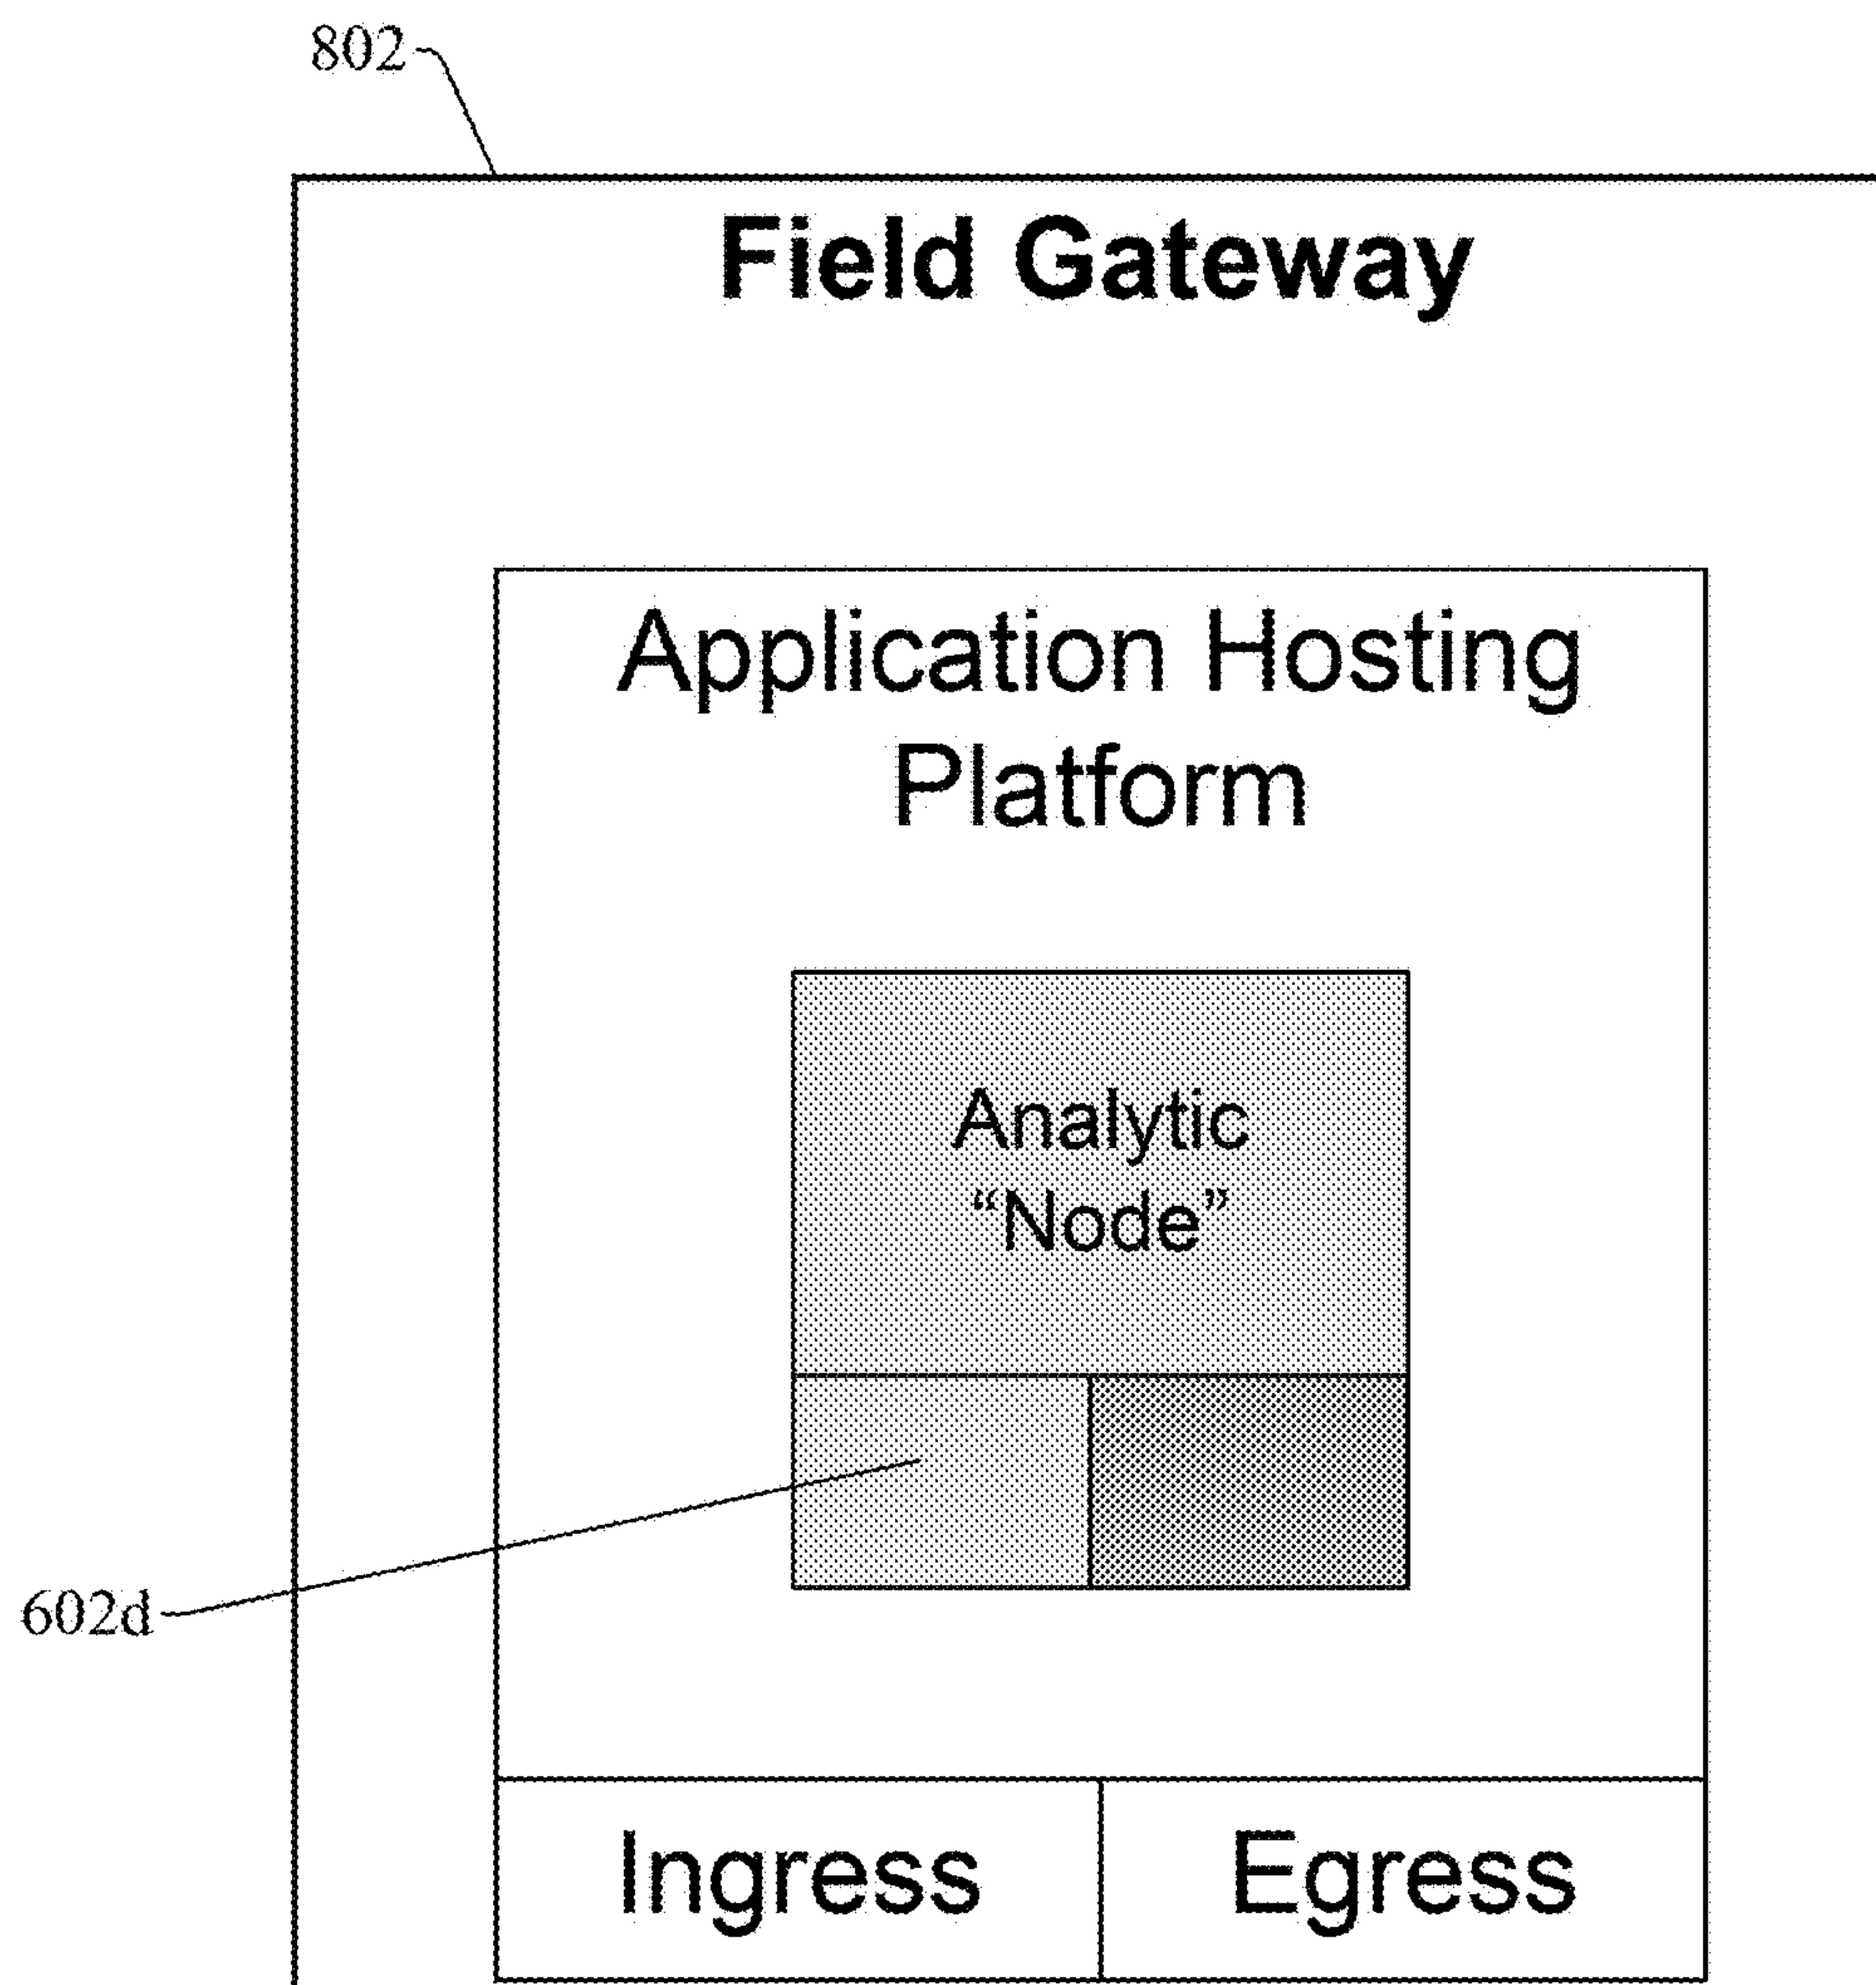 802
Field Gateway
Application Hosting
Platform
Analytic
“Node”
602d
Ingress
Egress